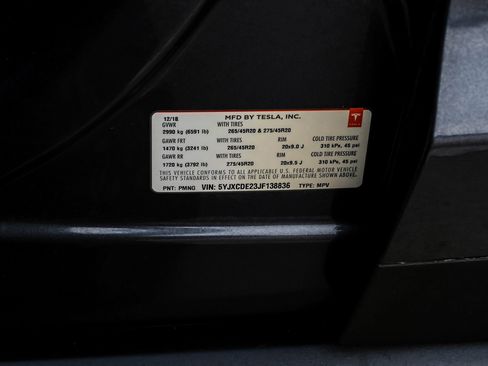 12/18 MFD BY TESLA, INC.
GVWR WITH TIRES
2990 kg (6591 lb) 265/45R20 & 275/45R20
GAWR FRT WITH TIRES RIM COLD TIRE PRESSURE
1470 kg (3241 lb) 265/45R20 20x9.0 J 310 kPa, 45 psi
GAWR RR WITH TIRES RIM COLD TIRE PRESSURE
1720 kg (3792 lb) 275/45R20 20x9.5 J 310 kPa, 45 psi
THIS VEHICLE CONFORMS TO ALL APPLICABLE U.S. FEDERAL MOTOR VEHICLE
SAFETY STANDARDS IN EFFECT ON THE DATE OF MANUFACTURE SHOWN ABOVE.
PNT: PMNG VIN: 5YJXCDE23JF138836 TYPE: MPV